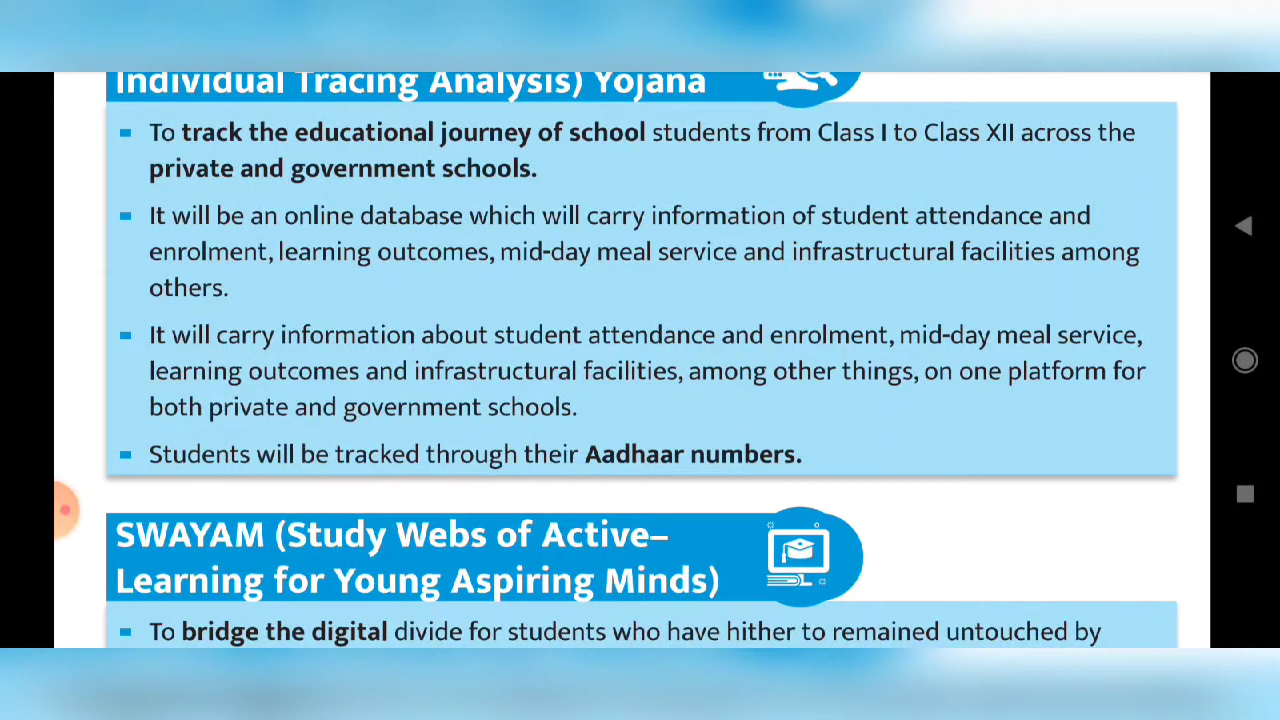 Individual Tracing Analysis) Yojana
To track the educational journey of school students from Class I to Class XII across the
private and government schools.
It will be an online database which will carry information of student attendance and
enrolment, learning outcomes, mid-day meal service and infrastructural facilities among
others.
It will carry information about student attendance and enrolment, mid-day meal service,
learning outcomes and infrastructural facilities, among other things, on one platform for
both private and government schools.
Students will be tracked through their Aadhaar numbers.
SWAYAM (Study Webs of Active–
Learning for Young Aspiring Minds)
To bridge the digital divide for students who have hither to remained untouched by